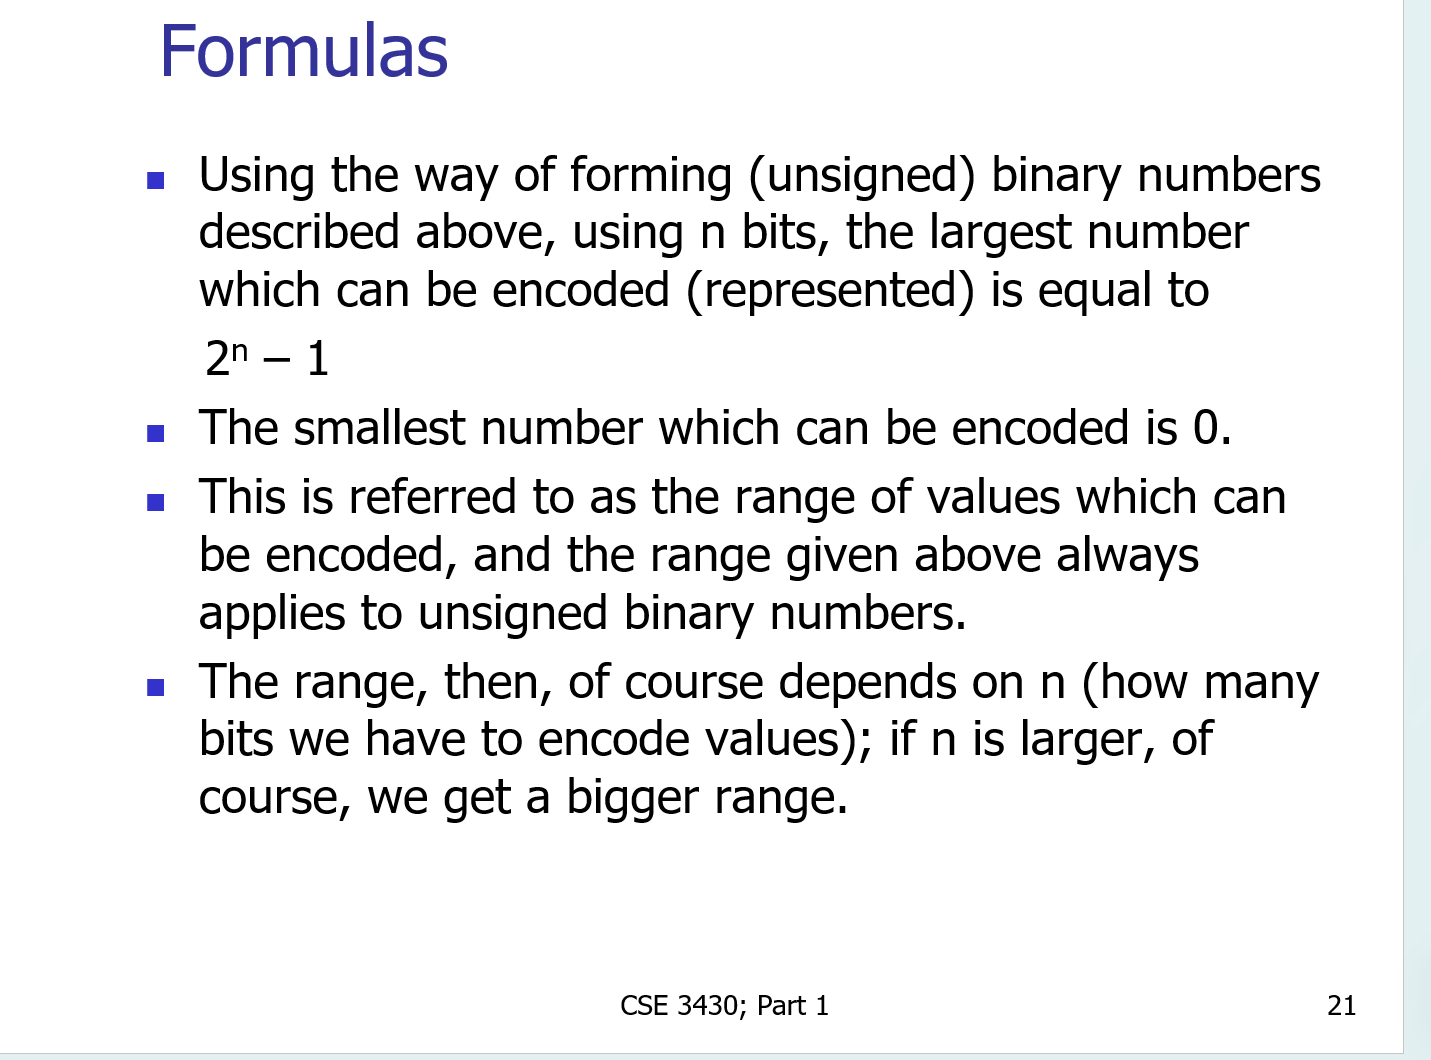 Formulas
Using the way of forming (unsigned) binary numbers
described above, using n bits, the largest number
which can be encoded (represented) is equal to
2ⁿ – 1
The smallest number which can be encoded is 0.
This is referred to as the range of values which can
be encoded, and the range given above always
applies to unsigned binary numbers.
The range, then, of course depends on n (how many
bits we have to encode values); if n is larger, of
course, we get a bigger range.
CSE 3430; Part 1
21